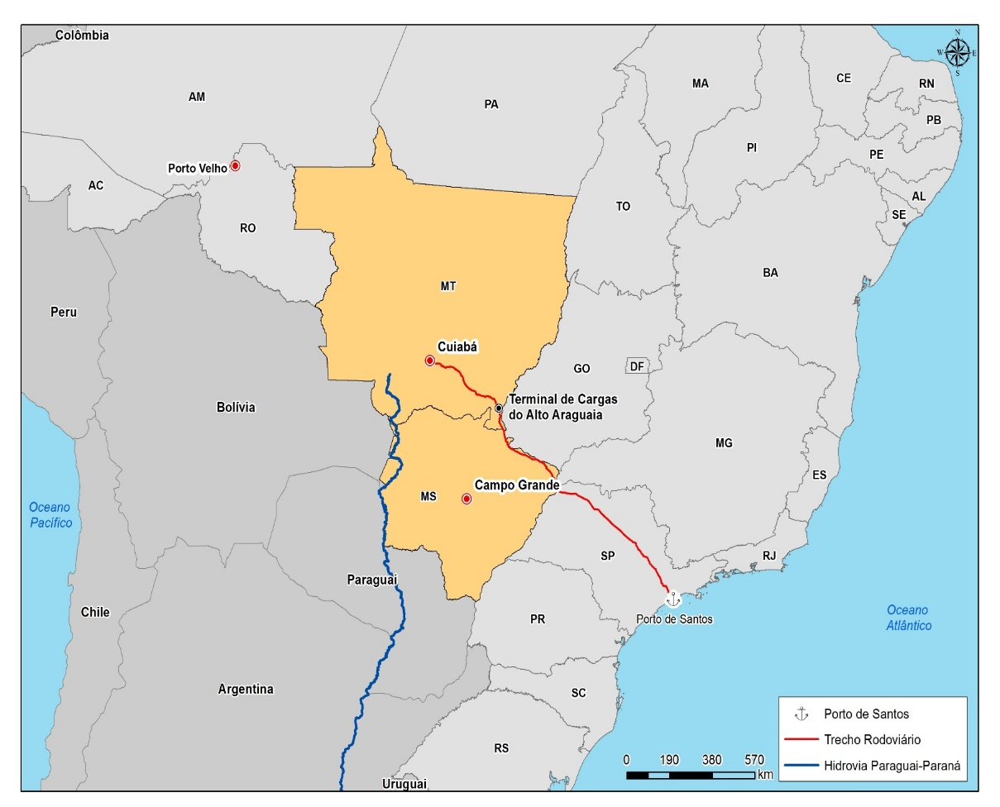 Colômbia
N
W
E
S
AM
PA
MA
CE
RN
PB
PI
PE
Porto Velho
AC
RO
TO
AL
SE
BA
MT
Peru
Cuiabá
GO
DF
Terminal de Cargas
do Alto Araguaia
Bolívia
MG
ES
Oceano
Pacífico
MS
Campo Grande
SP
RJ
Paraguai
Chile
PR
Porto de Santos
Oceano
Atlântico
Argentina
SC
RS
Uruguai
Porto de Santos
Trecho Rodoviário
Hidrovia Paraguai-Paraná
0 190 380 570
km